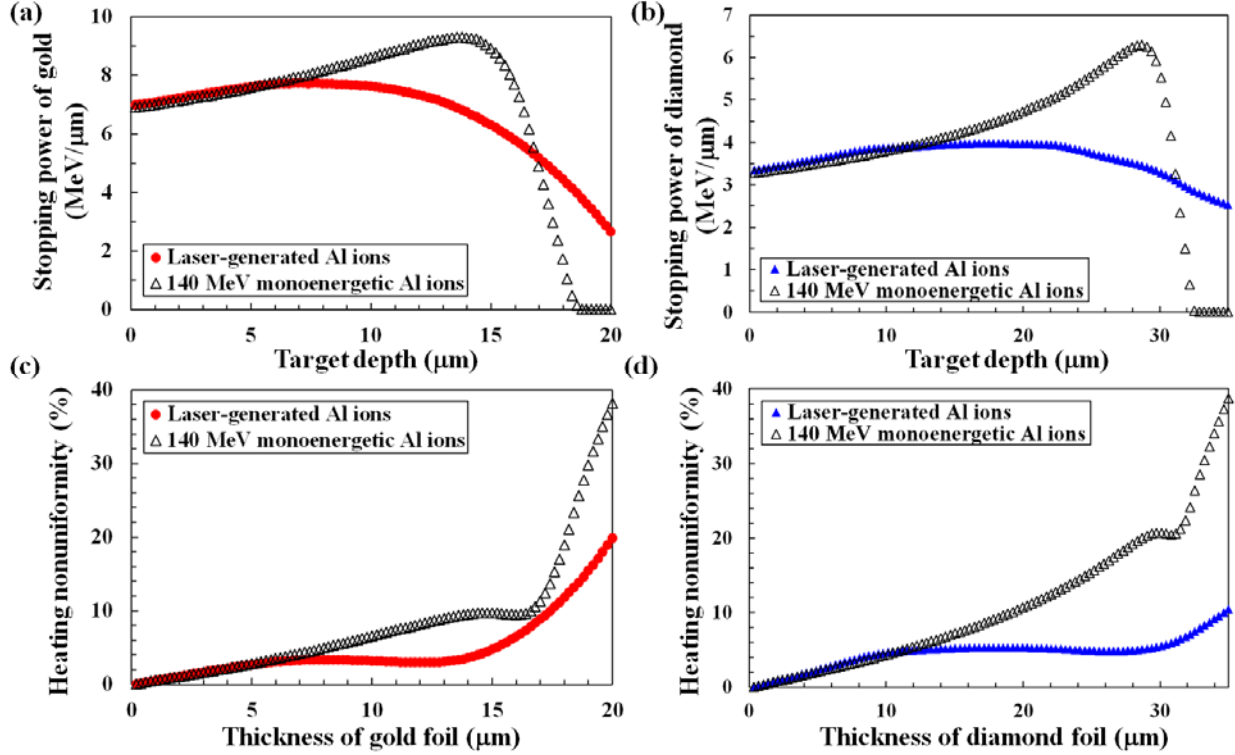 (a)
Stopping power of gold
(MeV/μm)
10
8
6
4
2
0
Laser-generated Al ions
140 MeV monoenergetic Al ions
0 5 10 15 20
Target depth (μm)
(b)
Stopping power of diamond
(MeV/μm)
7
6
5
4
3
2
1
0
Laser-generated Al ions
140 MeV monoenergetic Al ions
0 10 20 30
Target depth (μm)
(c)
Heating nonuniformity (%)
40
30
20
10
0
Laser-generated Al ions
140 MeV monoenergetic Al ions
0 5 10 15 20
Thickness of gold foil (μm)
(d)
Heating nonuniformity (%)
40
30
20
10
0
Laser-generated Al ions
140 MeV monoenergetic Al ions
0 10 20 30
Thickness of diamond foil (μm)